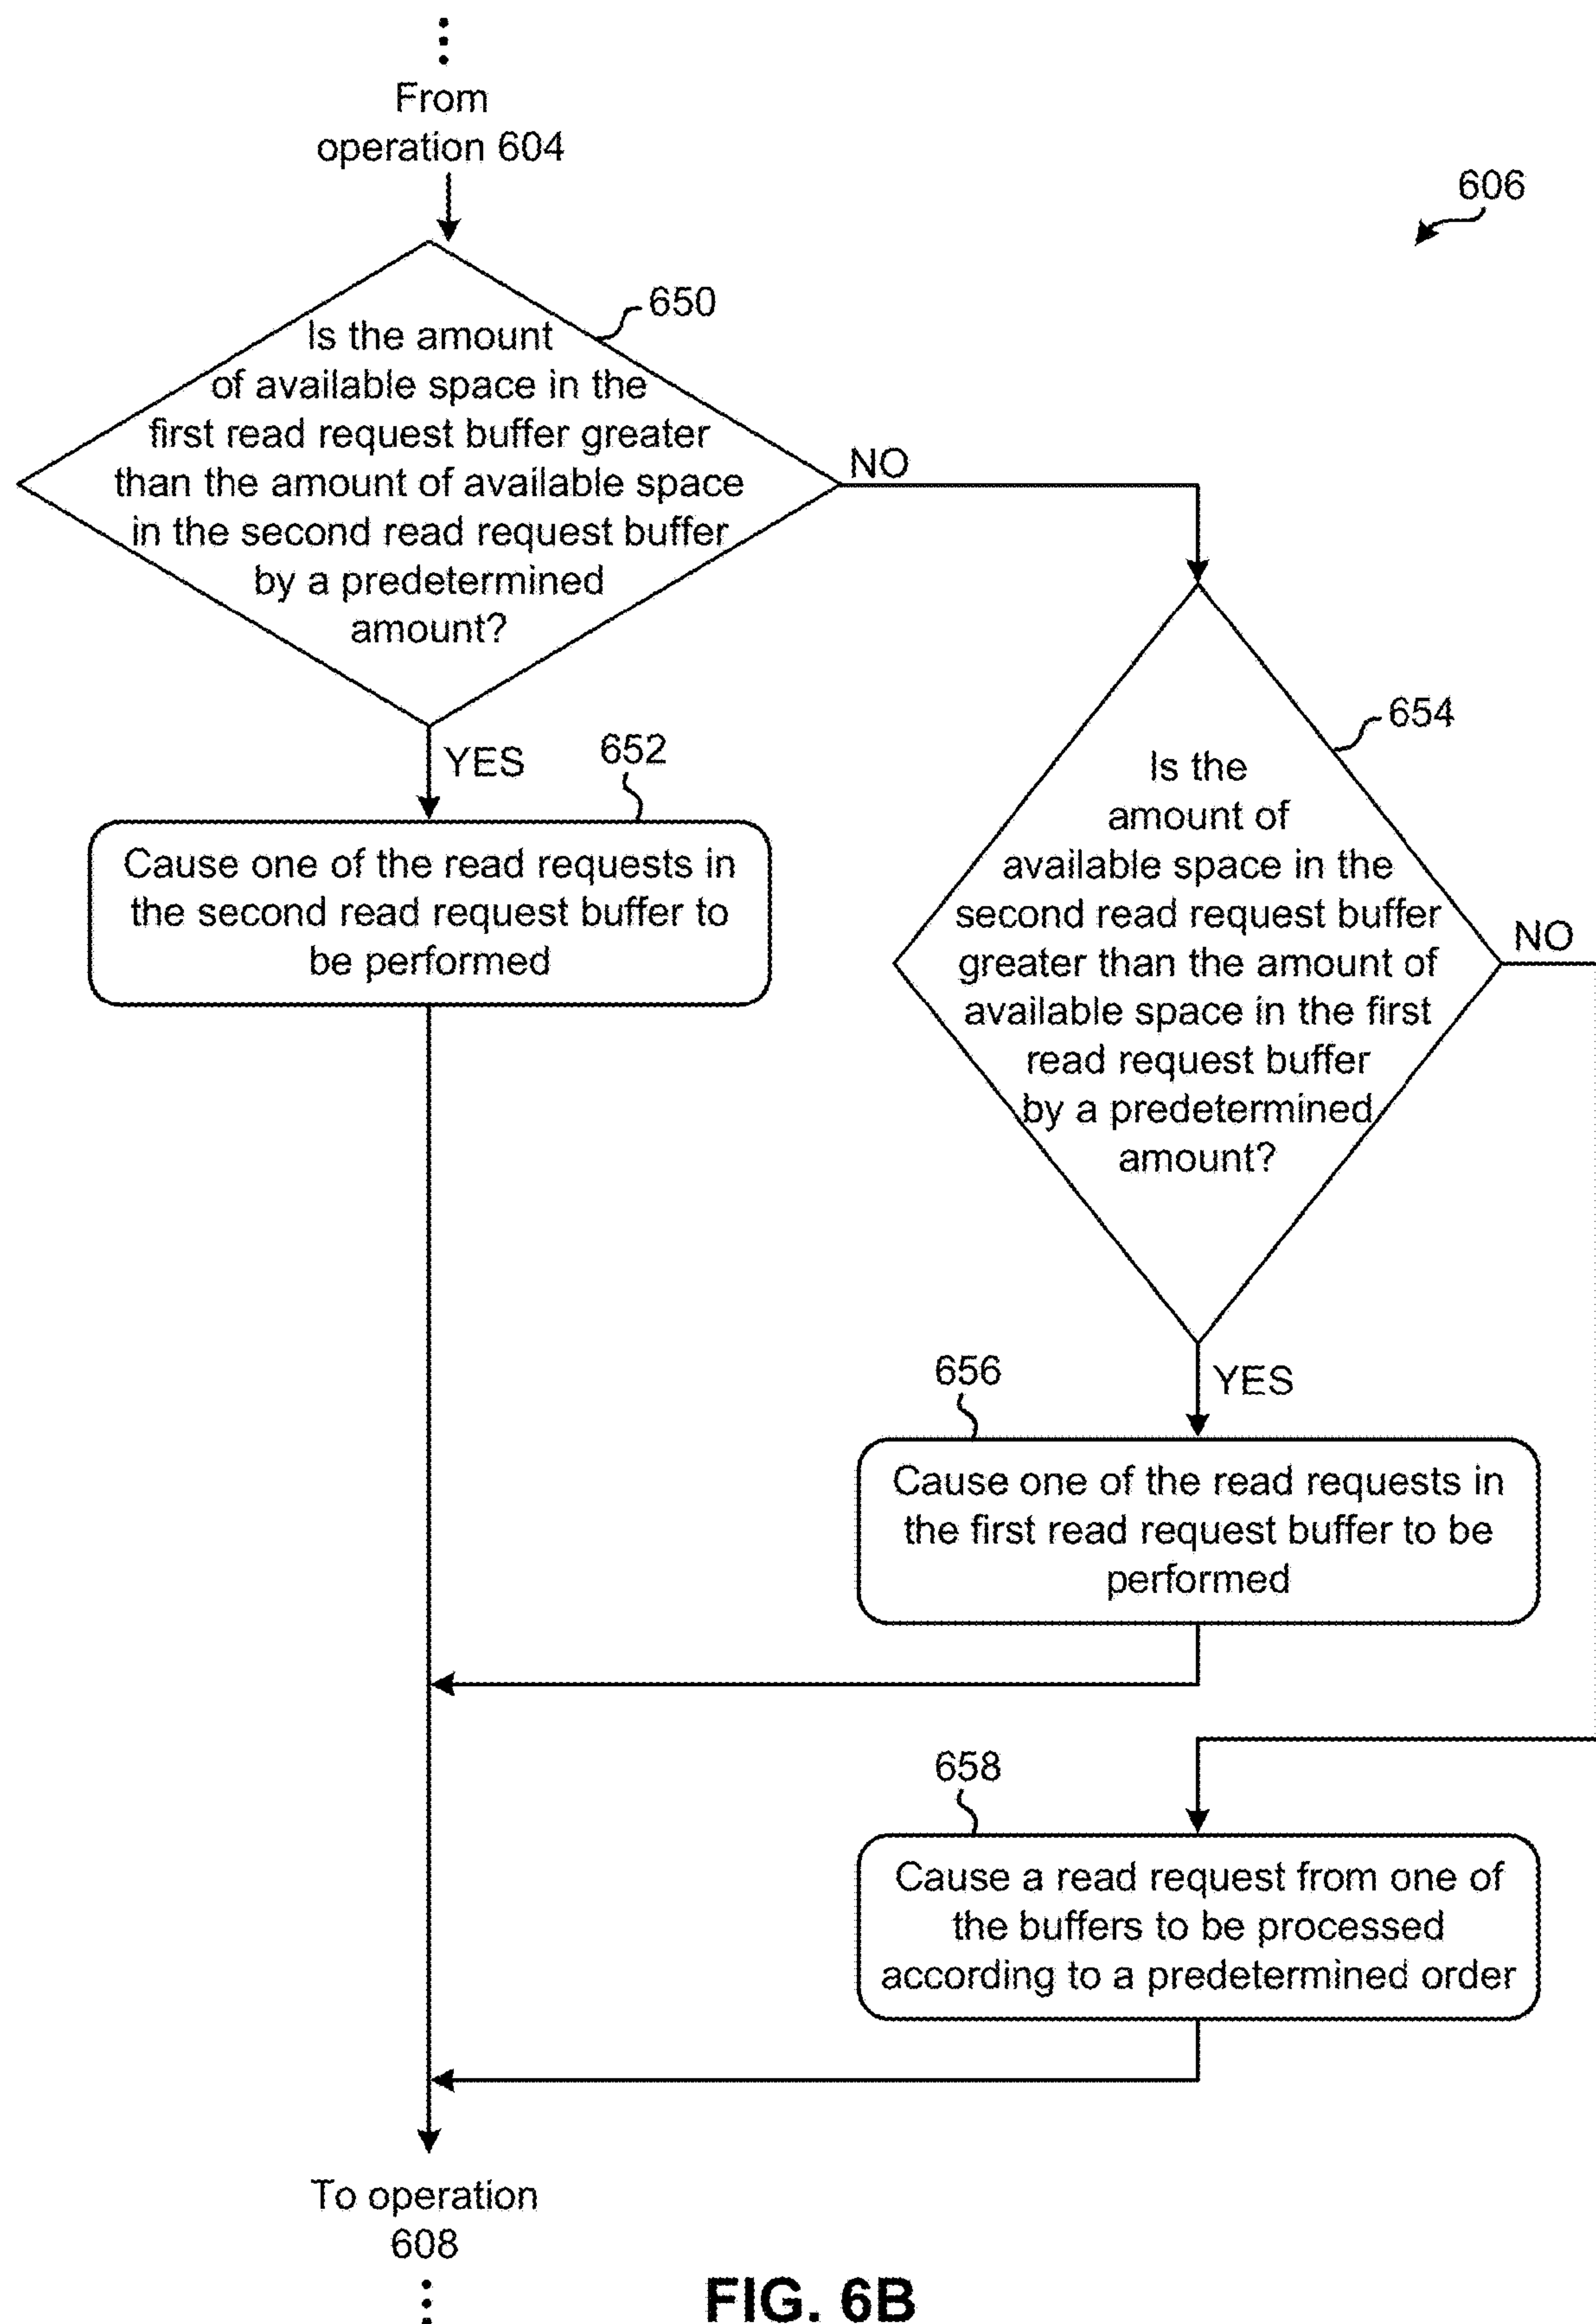 From
operation 604
606
650
Is the amount
of available space in the
first read request buffer greater
than the amount of available space
in the second read request buffer
by a predetermined
amount?
NO
YES
652
Cause one of the read requests in
the second read request buffer to
be performed
654
Is the
amount of
available space in the
second read request buffer
greater than the amount of
available space in the first
read request buffer
by a predetermined
amount?
NO
YES
656
Cause one of the read requests in
the first read request buffer to be
performed
658
Cause a read request from one of
the buffers to be processed
according to a predetermined order
To operation
608
FIG. 6B